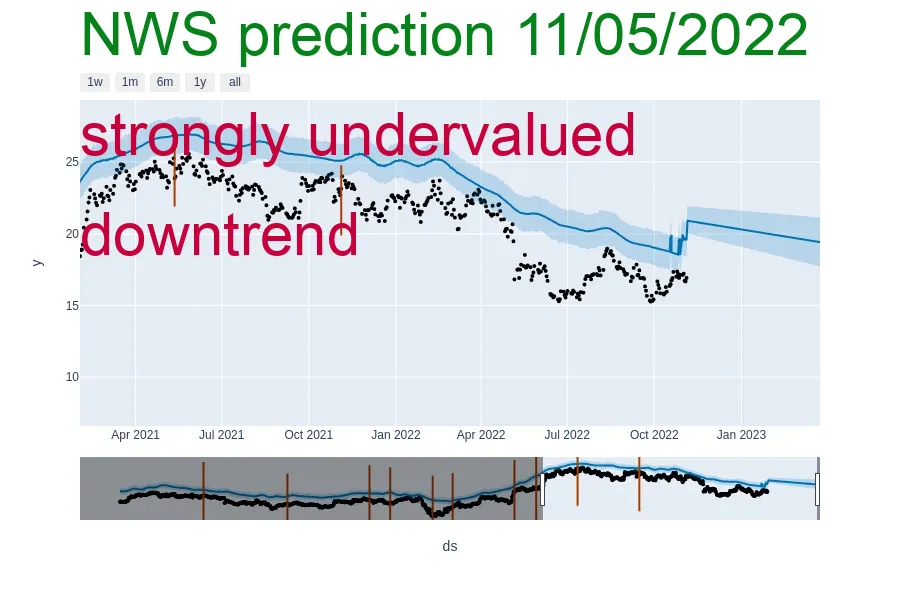 NWS prediction 11/05/2022
1w 1m 6m 1y all
strongly undervalued
25
downtrend
20
y
15
10
Apr 2021 Jul 2021 Oct 2021 Jan 2022 Apr 2022 Jul 2022 Oct 2022 Jan 2023
ds